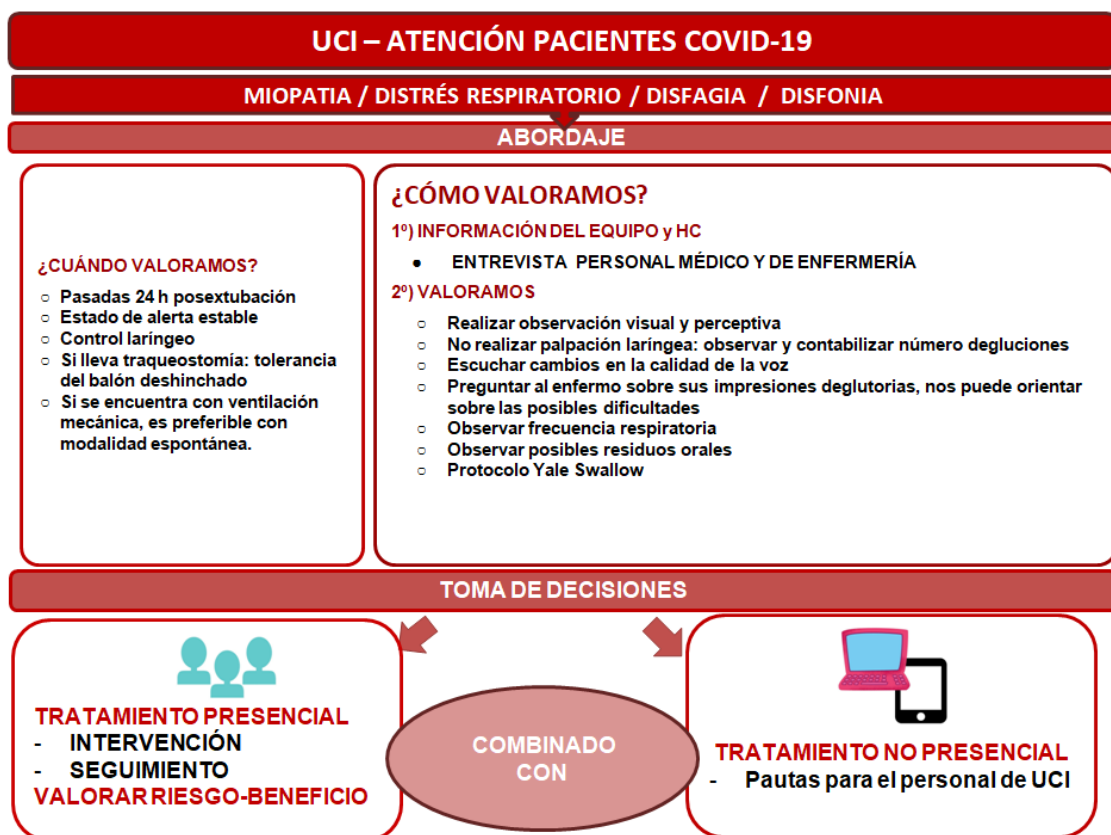 UCI – ATENCIÓN PACIENTES COVID-19
MIOPATIA / DISTRÉS RESPIRATORIO / DISFAGIA / DISFONIA
ABORDAJE
¿CUÁNDO VALORAMOS?
○ Pasadas 24 h posextubación
○ Estado de alerta estable
○ Control laríngeo
○ Si lleva traqueostomía: tolerancia
del balón deshinchado
○ Si se encuentra con ventilación
mecánica, es preferible con
modalidad espontánea.
¿CÓMO VALORAMOS?
1º) INFORMACIÓN DEL EQUIPO y HC
● ENTREVISTA PERSONAL MÉDICO Y DE ENFERMERÍA
2º) VALORAMOS
○ Realizar observación visual y perceptiva
○ No realizar palpación laríngea: observar y contabilizar número degluciones
○ Escuchar cambios en la calidad de la voz
○ Preguntar al enfermo sobre sus impresiones deglutorias, nos puede orientar
sobre las posibles dificultades
○ Observar frecuencia respiratoria
○ Observar posibles residuos orales
○ Protocolo Yale Swallow
TOMA DE DECISIONES
TRATAMIENTO PRESENCIAL
- INTERVENCIÓN
- SEGUIMIENTO
VALORAR RIESGO-BENEFICIO
COMBINADO
CON
TRATAMIENTO NO PRESENCIAL
- Pautas para el personal de UCI